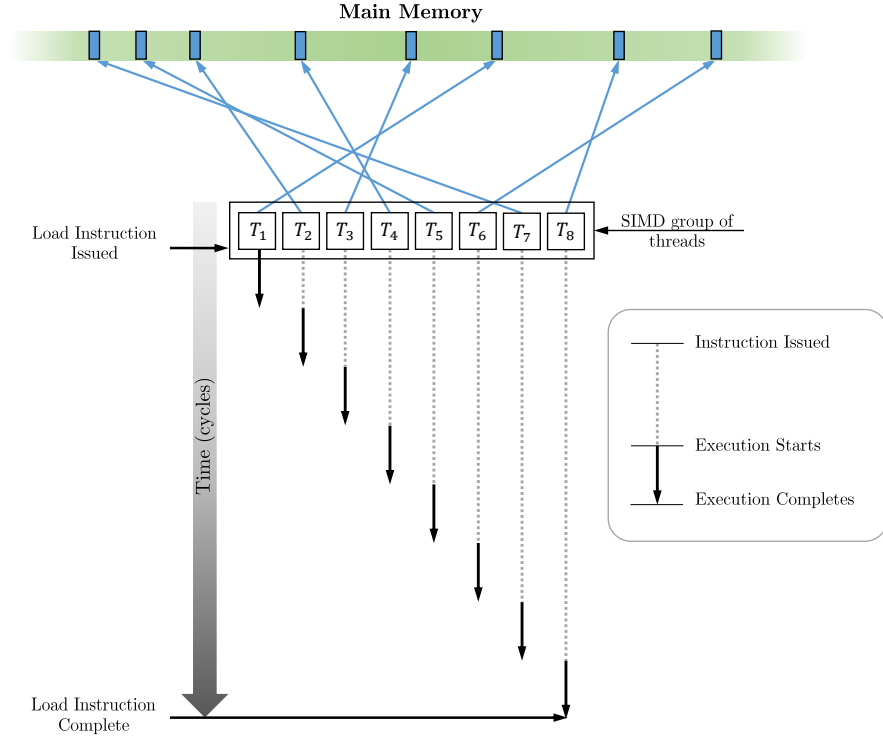 Main Memory
T₁ T₂ T₃ T₄ T₅ T₆ T₇ T₈
Load Instruction
Issued
SIMD group of
threads
Time (cycles)
Instruction Issued
Execution Starts
Execution Completes
Load Instruction
Complete